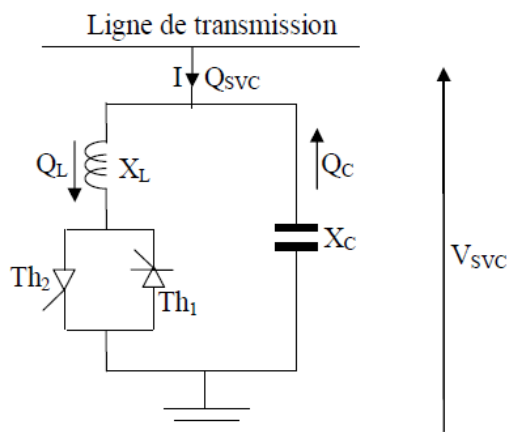 Ligne de transmission
I Q_SVC
Q_L X_L Q_C
X_C V_SVC
Th_2 Th_1